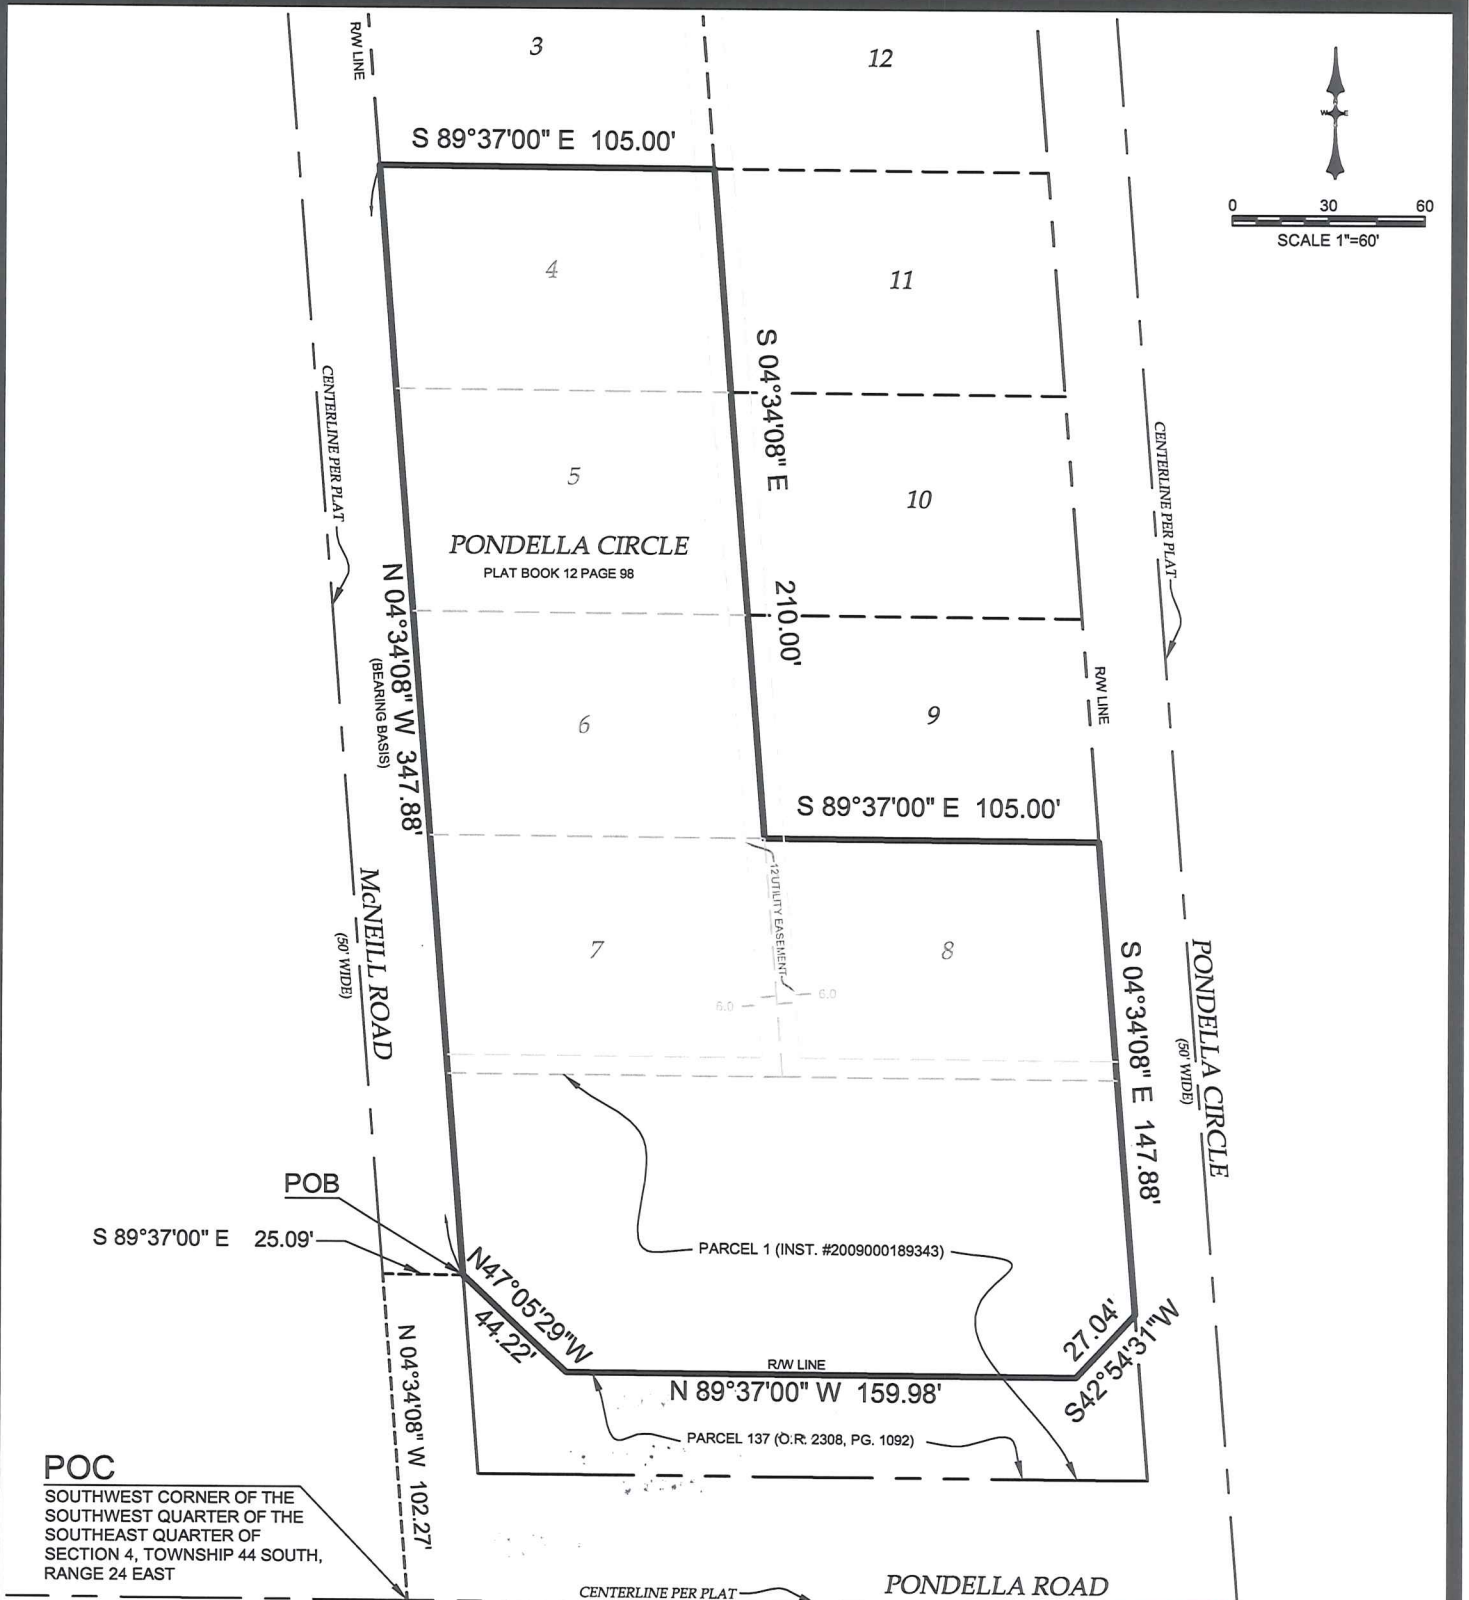 R/W LINE
3
12
S 89°37'00" E 105.00'
W E
0 30 60
SCALE 1"=60'
4
11
S 04°34'08" E 210.00'
CENTERLINE PER PLAT
CENTERLINE PER PLAT
5
10
PONDELLA CIRCLE
PLAT BOOK 12 PAGE 98
N 04°34'08" W 347.88'
(BEARING BASIS)
6
9
R/W LINE
S 89°37'00" E 105.00'
McNEILL ROAD
(50' WIDE)
7
12' UTILITY EASEMENT
8
6.0
6.0
S 04°34'08" E 147.88'
PONDELLA CIRCLE
(50' WIDE)
POB
S 89°37'00" E 25.09'
PARCEL 1 (INST. #2009000189343)
N47°05'29"W
44.22'
R/W LINE
N 89°37'00" W 159.98'
27.04'
S42°54'31"W
PARCEL 137 (O.R. 2308, PG. 1092)
N 04°34'08" W 102.27'
POC
SOUTHWEST CORNER OF THE
SOUTHWEST QUARTER OF THE
SOUTHEAST QUARTER OF
SECTION 4, TOWNSHIP 44 SOUTH,
RANGE 24 EAST
CENTERLINE PER PLAT
PONDELLA ROAD